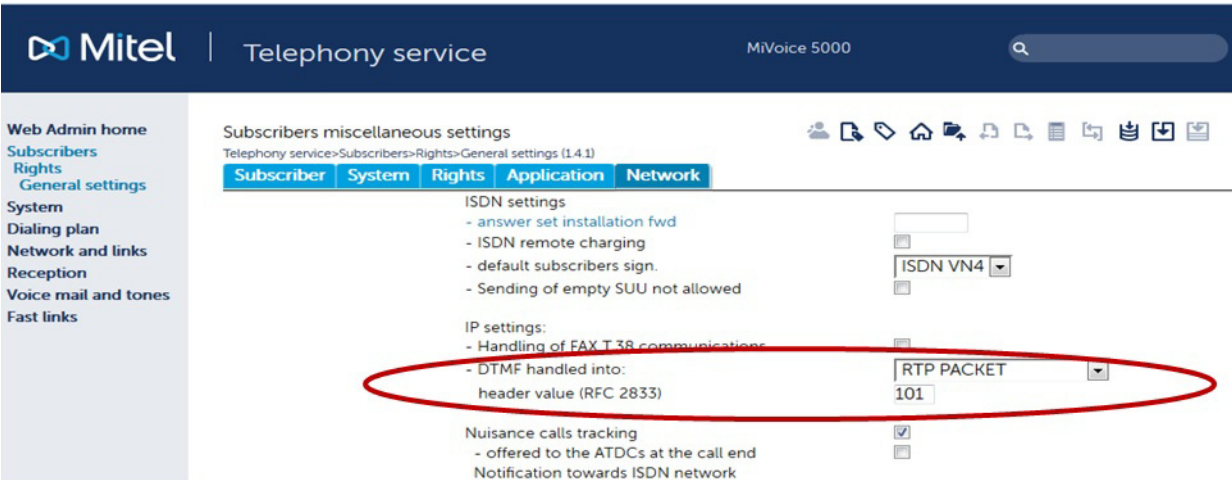 Mitel
Telephony service
MiVoice 5000
Web Admin home
Subscribers
Rights
General settings
System
Dialing plan
Network and links
Reception
Voice mail and tones
Fast links
Subscribers miscellaneous settings
Telephony service>Subscribers>Rights>General settings (1.4.1)
Subscriber System Rights Application Network
ISDN settings
- answer set installation fwd
- ISDN remote charging
- default subscribers sign. ISDN VN4
- Sending of empty SUU not allowed
IP settings:
- Handling of FAX T.38 communications
- DTMF handled into: RTP PACKET
header value (RFC 2833) 101
Nuisance calls tracking
- offered to the ATDCs at the call end
Notification towards ISDN network